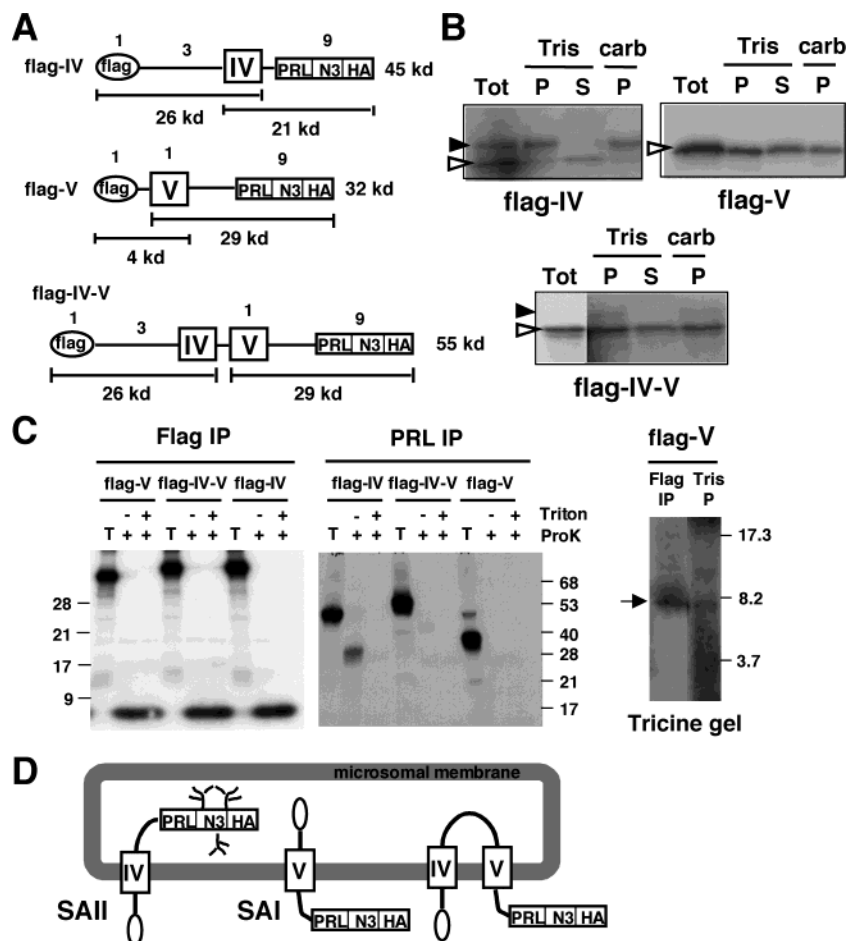 A
1
3
9
flag-IV
flag
IV
PRL N3 HA
45 kd
26 kd
21 kd
1
1
9
flag-V
flag
V
PRL N3 HA
32 kd
29 kd
4 kd
flag-IV-V
1
3
1
9
flag
IV
V
PRL N3 HA
55 kd
26 kd
29 kd
B
Tris carb
Tot P S P
flag-IV
Tris carb
Tot P S P
flag-V
Tris carb
Tot P S P
flag-IV-V
C
Flag IP
flag-V flag-IV-V flag-IV
- + - + - +
T + + T + + T + +
28
21
17
9
PRL IP
flag-IV flag-IV-V flag-V
- + - + - + Triton
T + + T + + T + + ProK
68
53
40
28
21
17
flag-V
Flag IP
Tris P
17.3
8.2
3.7
Tricine gel
D
microsomal membrane
PRL N3 HA
IV
SAII
V
SAI
PRL N3 HA
IV
V
PRL N3 HA